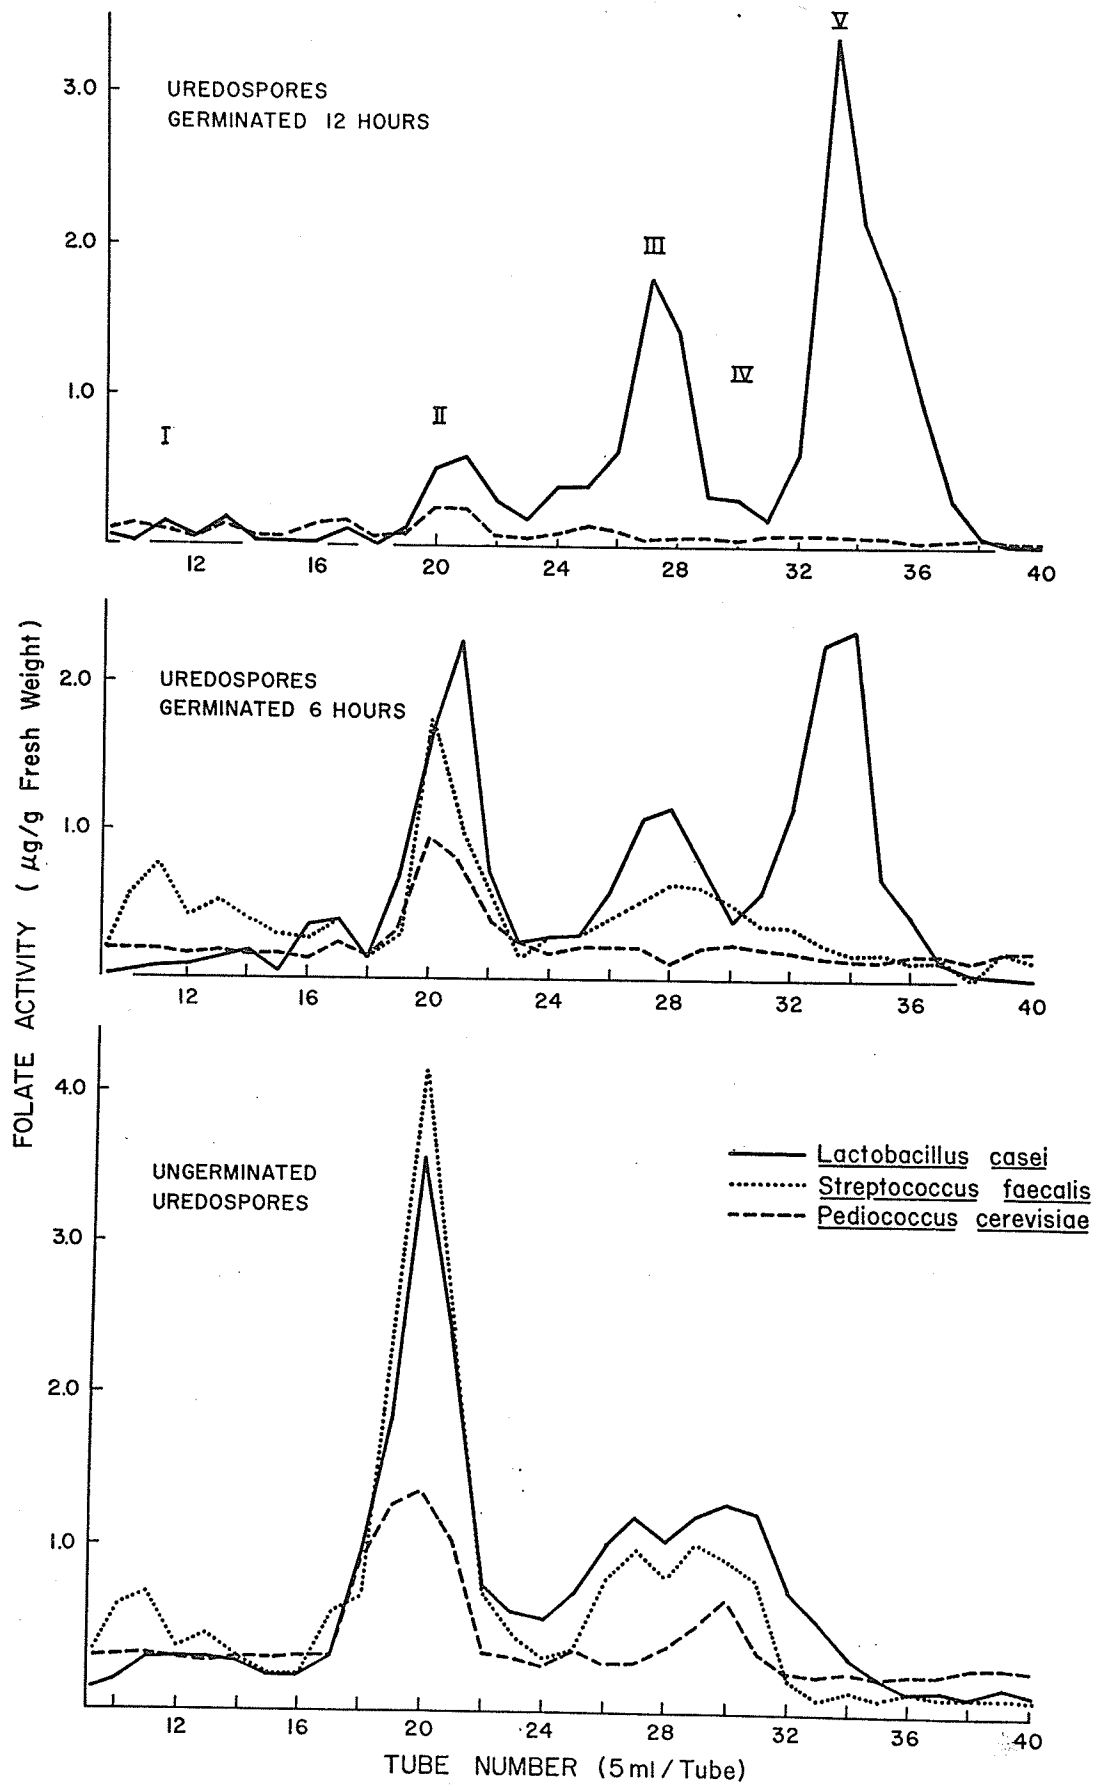 V
3.0
UREDOSPORES
GERMINATED 12 HOURS
2.0
III
IV
1.0
II
I
12 16 20 24 28 32 36 40
2.0
UREDOSPORES
GERMINATED 6 HOURS
1.0
12 16 20 24 28 32 36 40
FOLATE ACTIVITY ( μg/g Fresh Weight)
4.0
UNGERMINATED
UREDOSPORES
Lactobacillus casei
Streptococcus faecalis
Pediococcus cerevisiae
3.0
2.0
1.0
12 16 20 24 28 32 36 40
TUBE NUMBER (5ml/Tube)